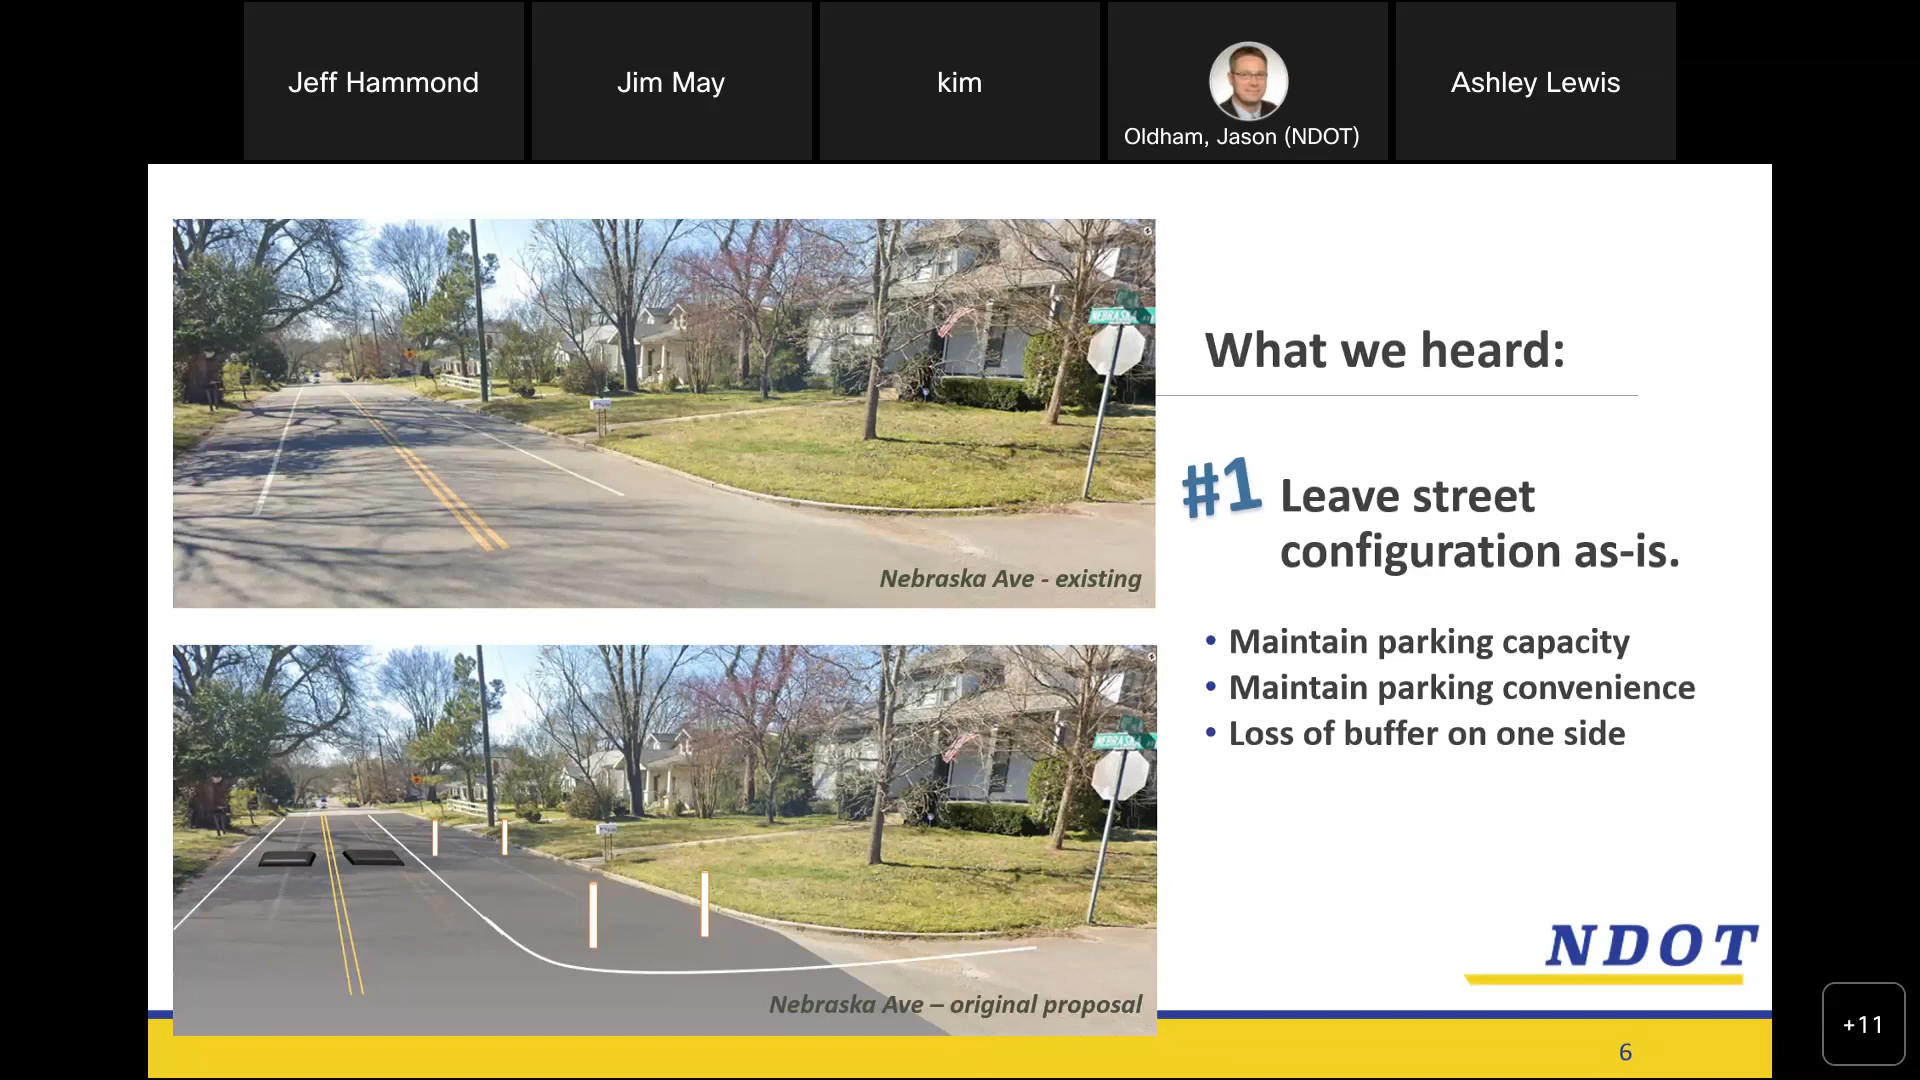 Jeff Hammond
Jim May
kim
Oldham, Jason (NDOT)
Ashley Lewis
NEBRASKA
Nebraska Ave - existing
What we heard:
#1 Leave street
configuration as-is.
• Maintain parking capacity
• Maintain parking convenience
• Loss of buffer on one side
NEBRASKA
Nebraska Ave – original proposal
NDOT
6
+11